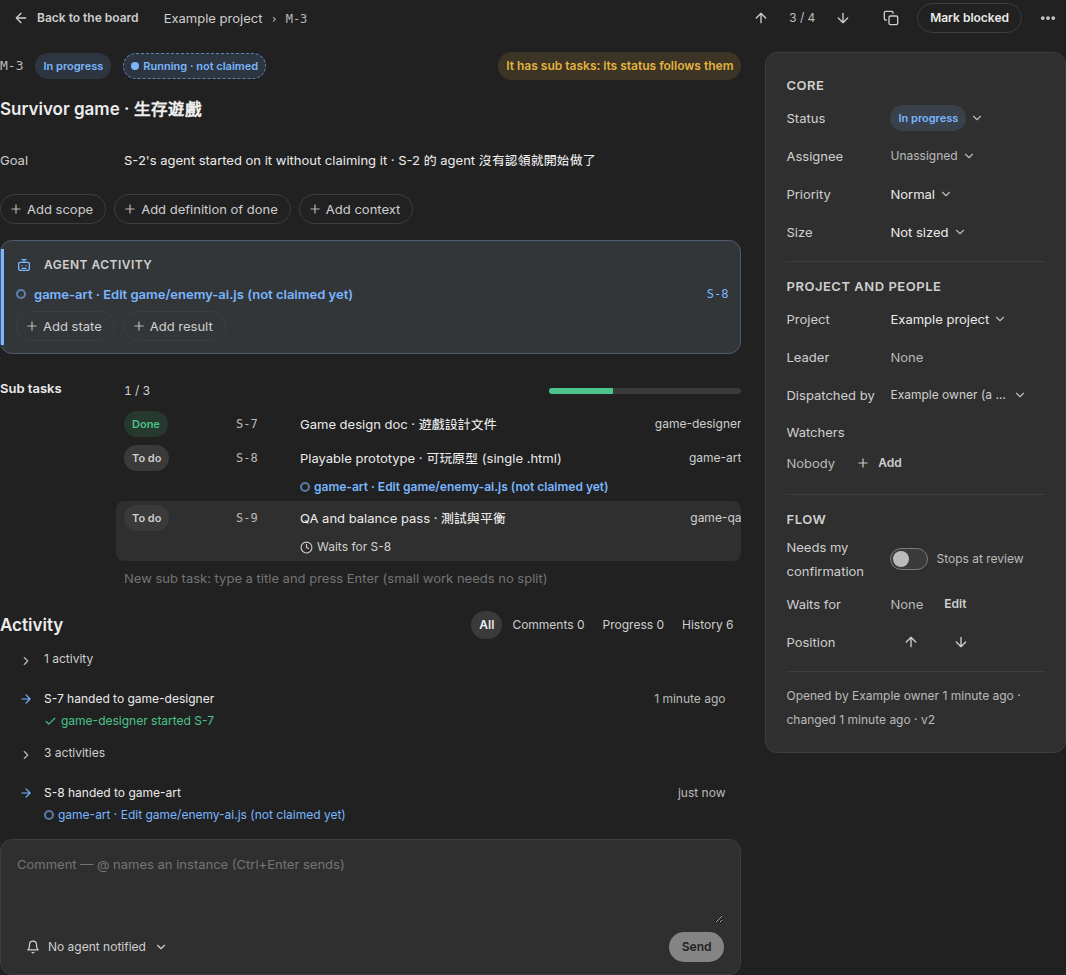 Back to the board
Example project › M-3
3 / 4
Mark blocked
M-3
In progress
Running · not claimed
It has sub tasks: its status follows them
Survivor game · 生存遊戲
Goal
S-2's agent started on it without claiming it · S-2 的 agent 沒有認領就開始做了
+ Add scope
+ Add definition of done
+ Add context
AGENT ACTIVITY
game-art · Edit game/enemy-ai.js (not claimed yet)
S-8
+ Add state
+ Add result
Sub tasks
1 / 3
Done S-7 Game design doc · 遊戲設計文件 game-designer
To do S-8 Playable prototype · 可玩原型 (single .html) game-art
game-art · Edit game/enemy-ai.js (not claimed yet)
To do S-9 QA and balance pass · 測試與平衡 game-qa
Waits for S-8
New sub task: type a title and press Enter (small work needs no split)
Activity
All Comments 0 Progress 0 History 6
1 activity
S-7 handed to game-designer 1 minute ago
game-designer started S-7
3 activities
S-8 handed to game-art just now
game-art · Edit game/enemy-ai.js (not claimed yet)
Comment — @ names an instance (Ctrl+Enter sends)
No agent notified
Send
CORE
Status In progress
Assignee Unassigned
Priority Normal
Size Not sized
PROJECT AND PEOPLE
Project Example project
Leader None
Dispatched by Example owner (a ...
Watchers
Nobody + Add
FLOW
Needs my
confirmation
Stops at review
Waits for None Edit
Position
Opened by Example owner 1 minute ago ·
changed 1 minute ago · v2